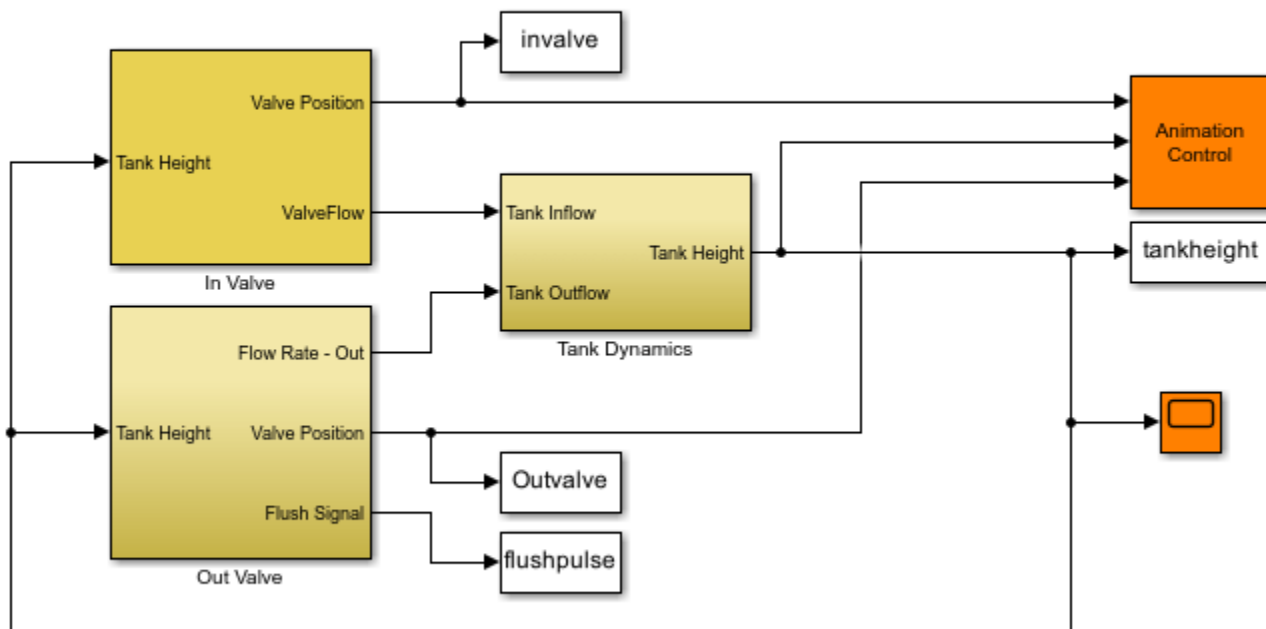 invalve
Valve Position
Tank Height
ValveFlow
In Valve
Animation
Control
Tank Inflow
Tank Height
Tank Outflow
Tank Dynamics
tankheight
Flow Rate - Out
Tank Height
Valve Position
Flush Signal
Out Valve
Outvalve
flushpulse